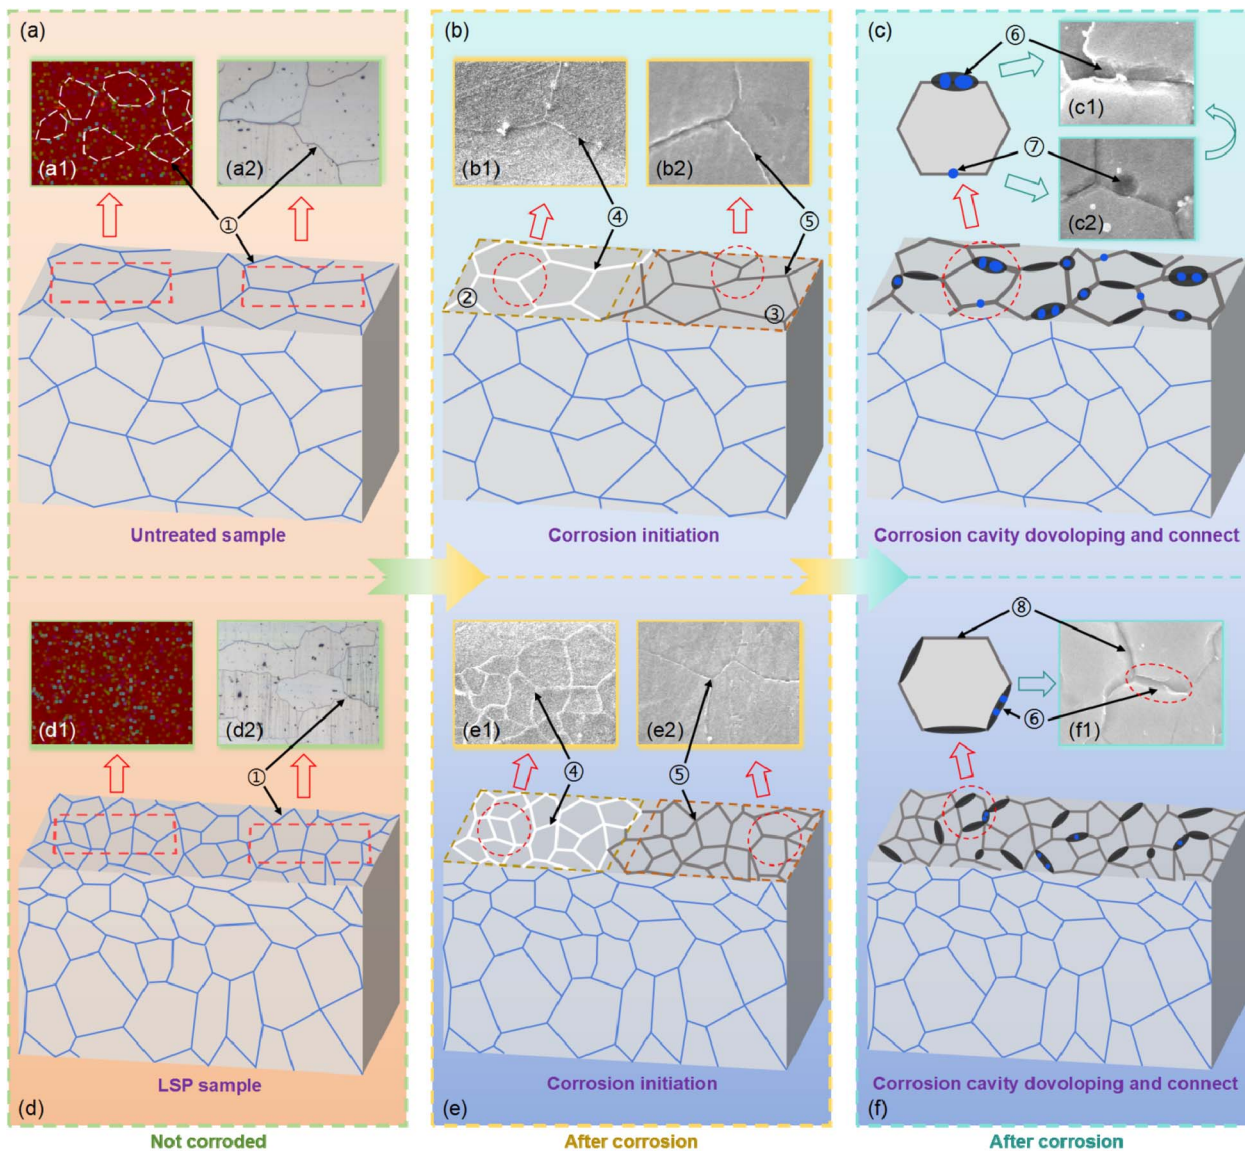 (a)
(a1)
(a2)
①
Untreated sample
(b)
(b1)
(b2)
④
⑤
②
③
Corrosion initiation
(c)
⑥
(c1)
⑦
(c2)
Corrosion cavity dovoloping and connect
(d1)
(d2)
①
LSP sample
(d)
Not corroded
(e1)
(e2)
④
⑤
Corrosion initiation
(e)
After corrosion
⑧
⑥
(f1)
Corrosion cavity dovoloping and connect
(f)
After corrosion